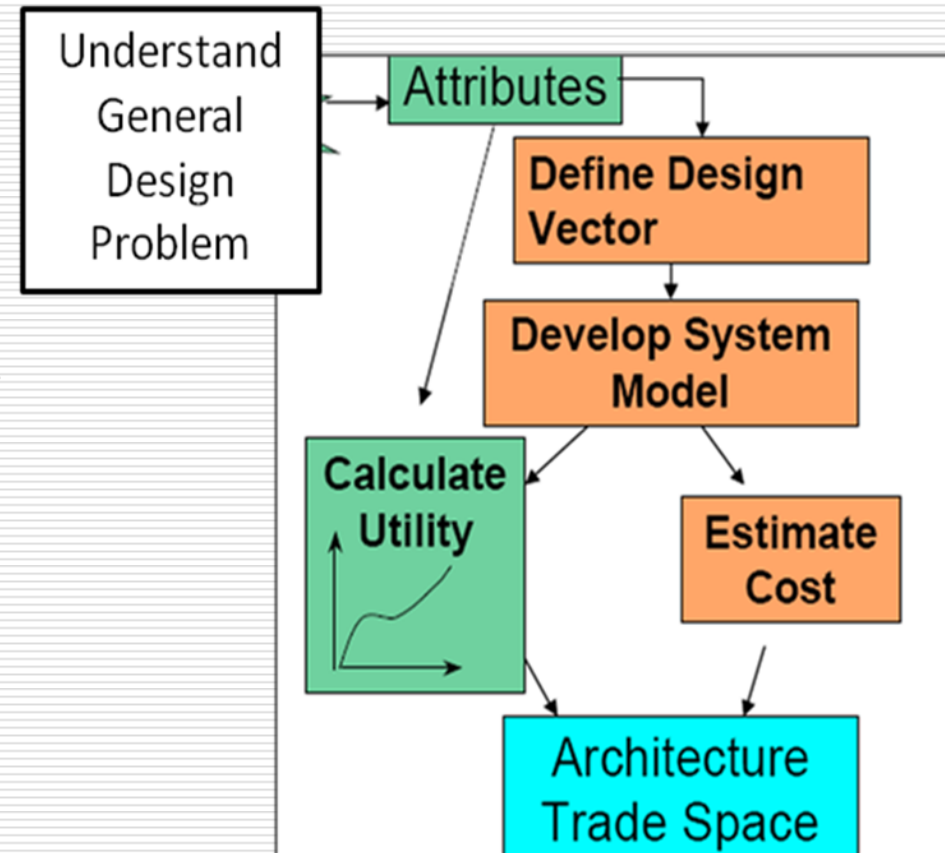 Understand
General
Design
Problem
Attributes
Define Design
Vector
Develop System
Model
Calculate
Utility
Estimate
Cost
Architecture
Trade Space